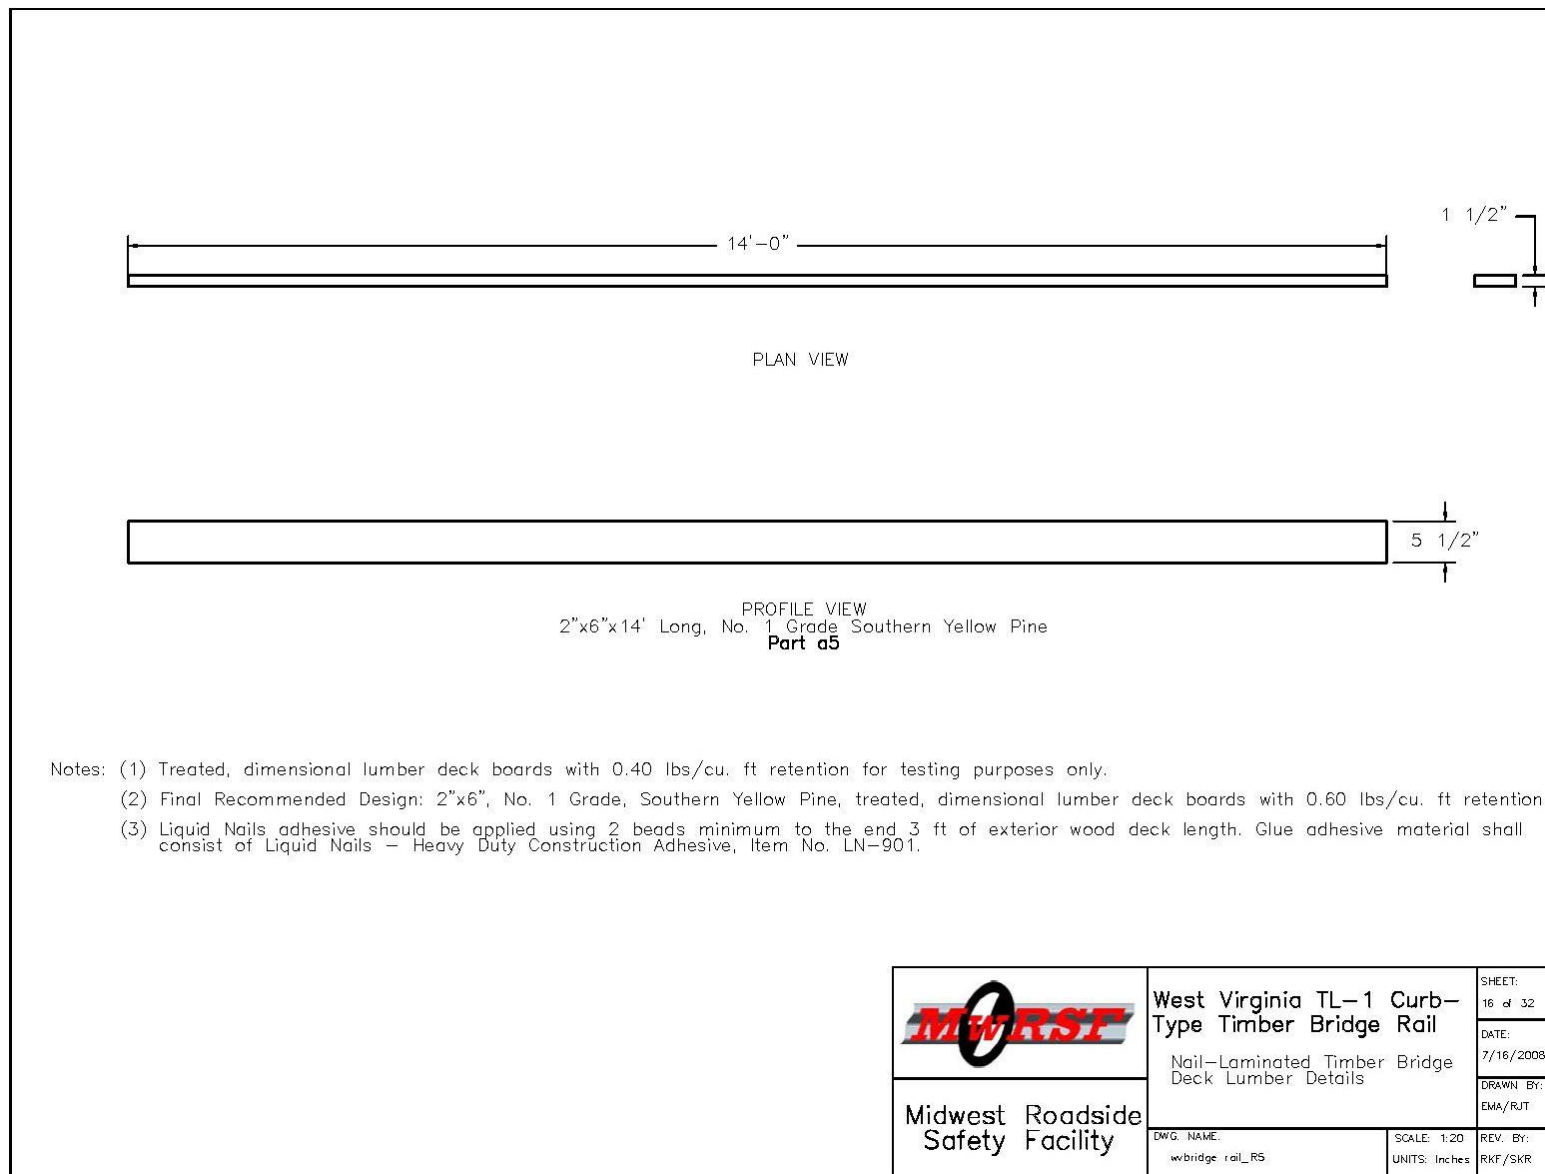 1 1/2"
14'-0"
PLAN VIEW
5 1/2"
PROFILE VIEW
2"x6"x14' Long, No. 1 Grade Southern Yellow Pine
Part a5
Notes: (1) Treated, dimensional lumber deck boards with 0.40 lbs/cu. ft retention for testing purposes only.
(2) Final Recommended Design: 2"x6", No. 1 Grade, Southern Yellow Pine, treated, dimensional lumber deck boards with 0.60 lbs/cu. ft retention
(3) Liquid Nails adhesive should be applied using 2 beads minimum to the end 3 ft of exterior wood deck length. Glue adhesive material shall
consist of Liquid Nails – Heavy Duty Construction Adhesive, Item No. LN-901.
MwRSF
Midwest Roadside
Safety Facility
West Virginia TL-1 Curb-
Type Timber Bridge Rail
Nail-Laminated Timber Bridge
Deck Lumber Details
DWG. NAME.
wvbridge rail_R5
SCALE: 1:20
UNITS: Inches
SHEET:
16 of 32
DATE:
7/16/2008
DRAWN BY:
EMA/RJT
REV. BY:
RKF/SKR